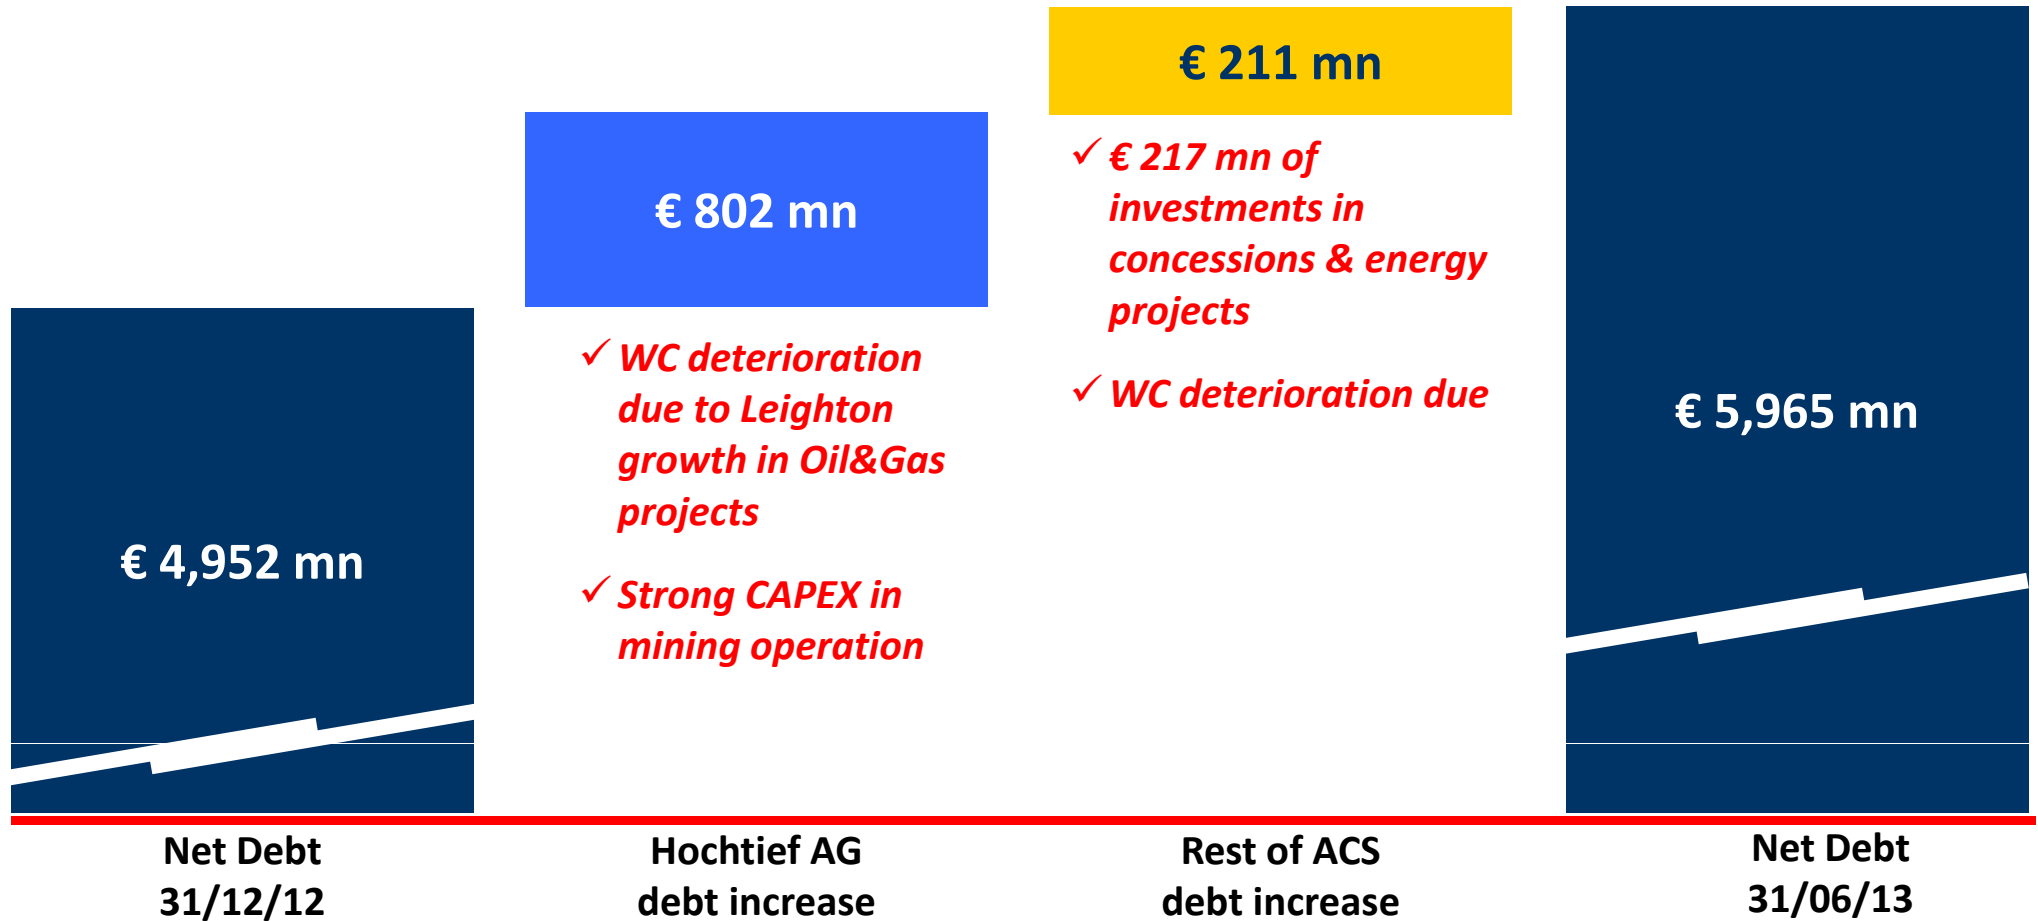 € 4,952 mn
€ 802 mn
✓ WC deterioration
due to Leighton
growth in Oil&Gas
projects
✓ Strong CAPEX in
mining operation
€ 211 mn
✓ € 217 mn of
investments in
concessions & energy
projects
✓ WC deterioration due
€ 5,965 mn
Net Debt
31/12/12
Hochtief AG
debt increase
Rest of ACS
debt increase
Net Debt
31/06/13